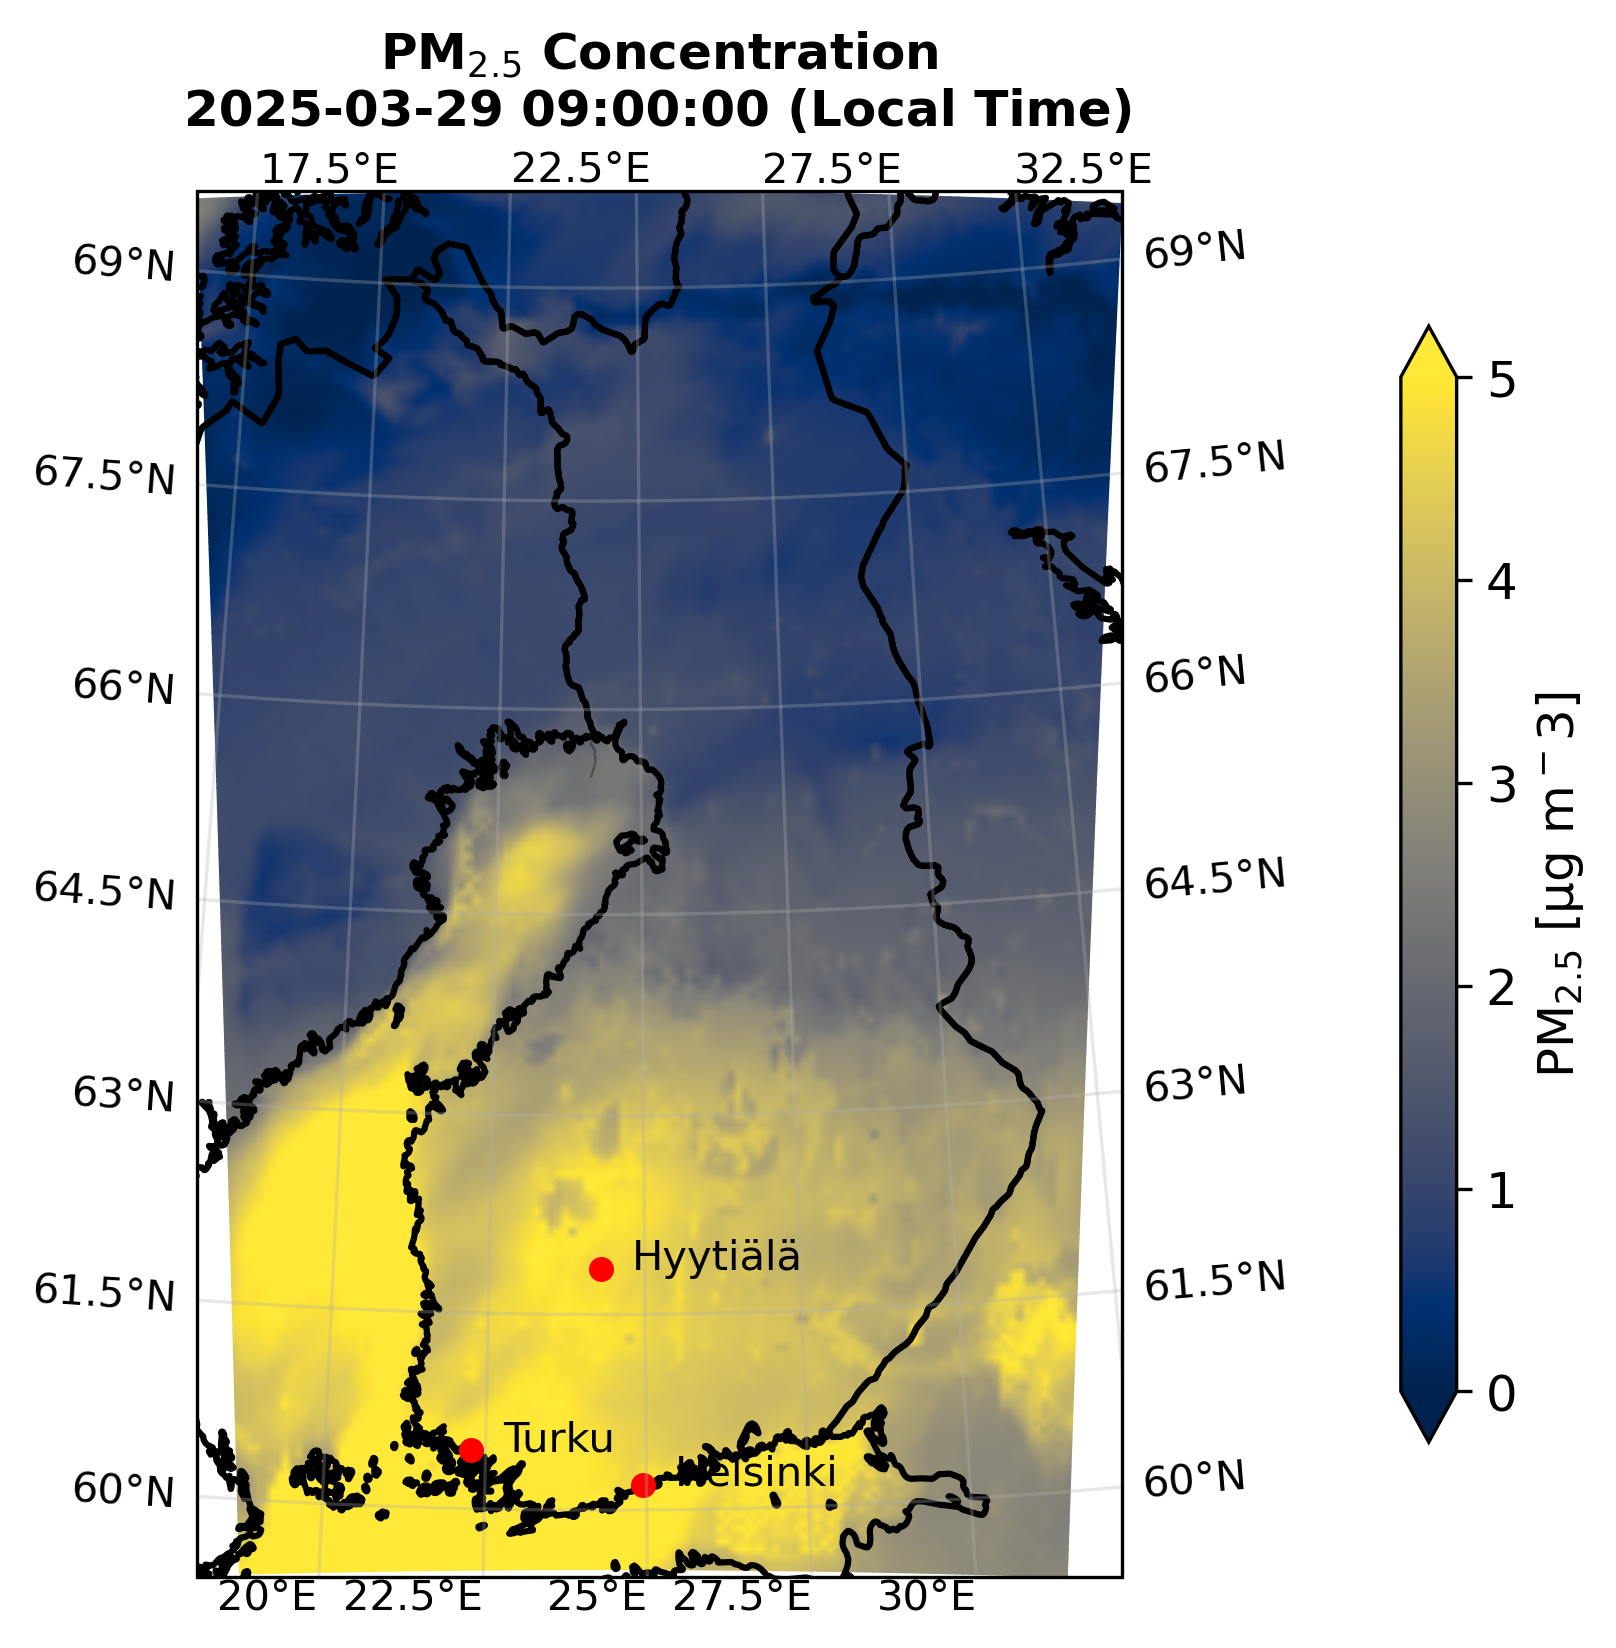 PM2.5 Concentration
2025-03-29 09:00:00 (Local Time)
17.5°E 22.5°E 27.5°E 32.5°E
69°N 69°N
67.5°N 67.5°N
66°N 66°N
64.5°N 64.5°N
63°N 63°N
61.5°N 61.5°N
60°N 60°N
Hyytiälä
Turku
Helsinki
20°E 22.5°E 25°E 27.5°E 30°E
5
4
3
2
1
0
PM2.5 [µg m−3]